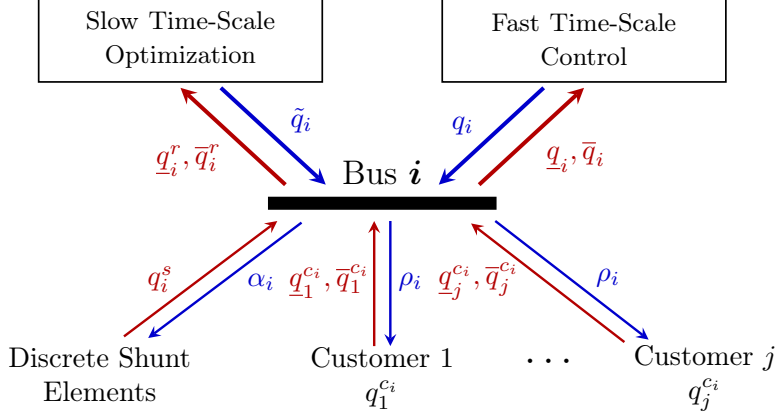 Slow Time-Scale
Optimization
Fast Time-Scale
Control
q̃_i
q_i
q̲_i^r, q̅_i^r
q̲_i, q̅_i
Bus i
q_i^s
α_i
q̲_1^{c_i}, q̅_1^{c_i}
ρ_i
q̲_j^{c_i}, q̅_j^{c_i}
ρ_i
Discrete Shunt
Elements
Customer 1
q_1^{c_i}
...
Customer j
q_j^{c_i}